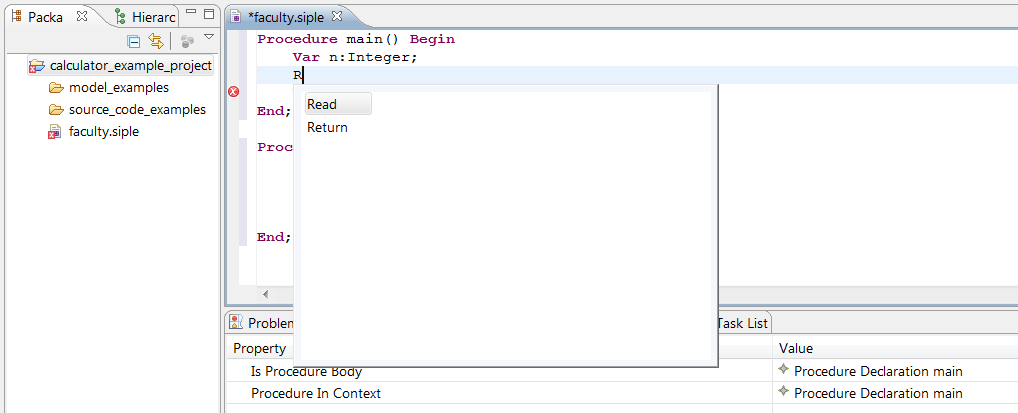 Packa
Hierarc
calculator_example_project
model_examples
source_code_examples
faculty.siple
*faculty.siple
Procedure main() Begin
Var n:Integer;
R
End;
Proc
End;
Read
Return
Problem
Task List
Property
Value
Is Procedure Body
Procedure Declaration main
Procedure In Context
Procedure Declaration main